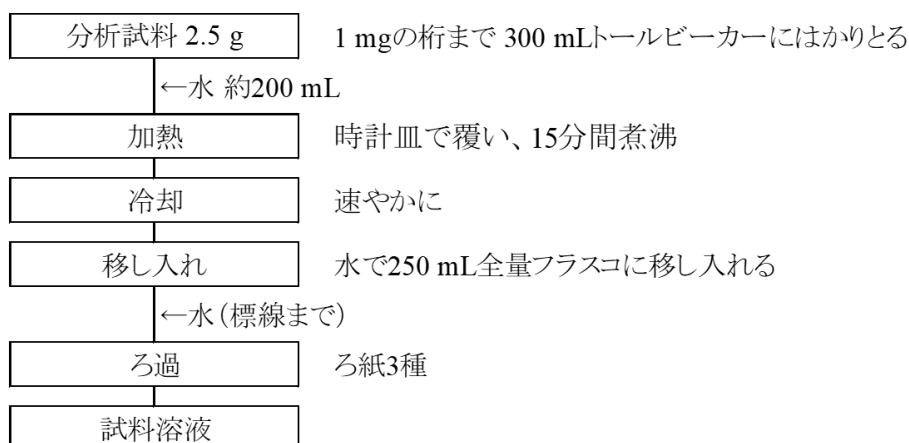 分析試料 2.5 g 1 mgの桁まで 300 mLトールビーカーにはかりとる
←水 約200 mL
加熱 時計皿で覆い、15分間煮沸
冷却 速やかに
移し入れ 水で250 mL全量フラスコに移し入れる
←水(標線まで)
ろ過 ろ紙3種
試料溶液